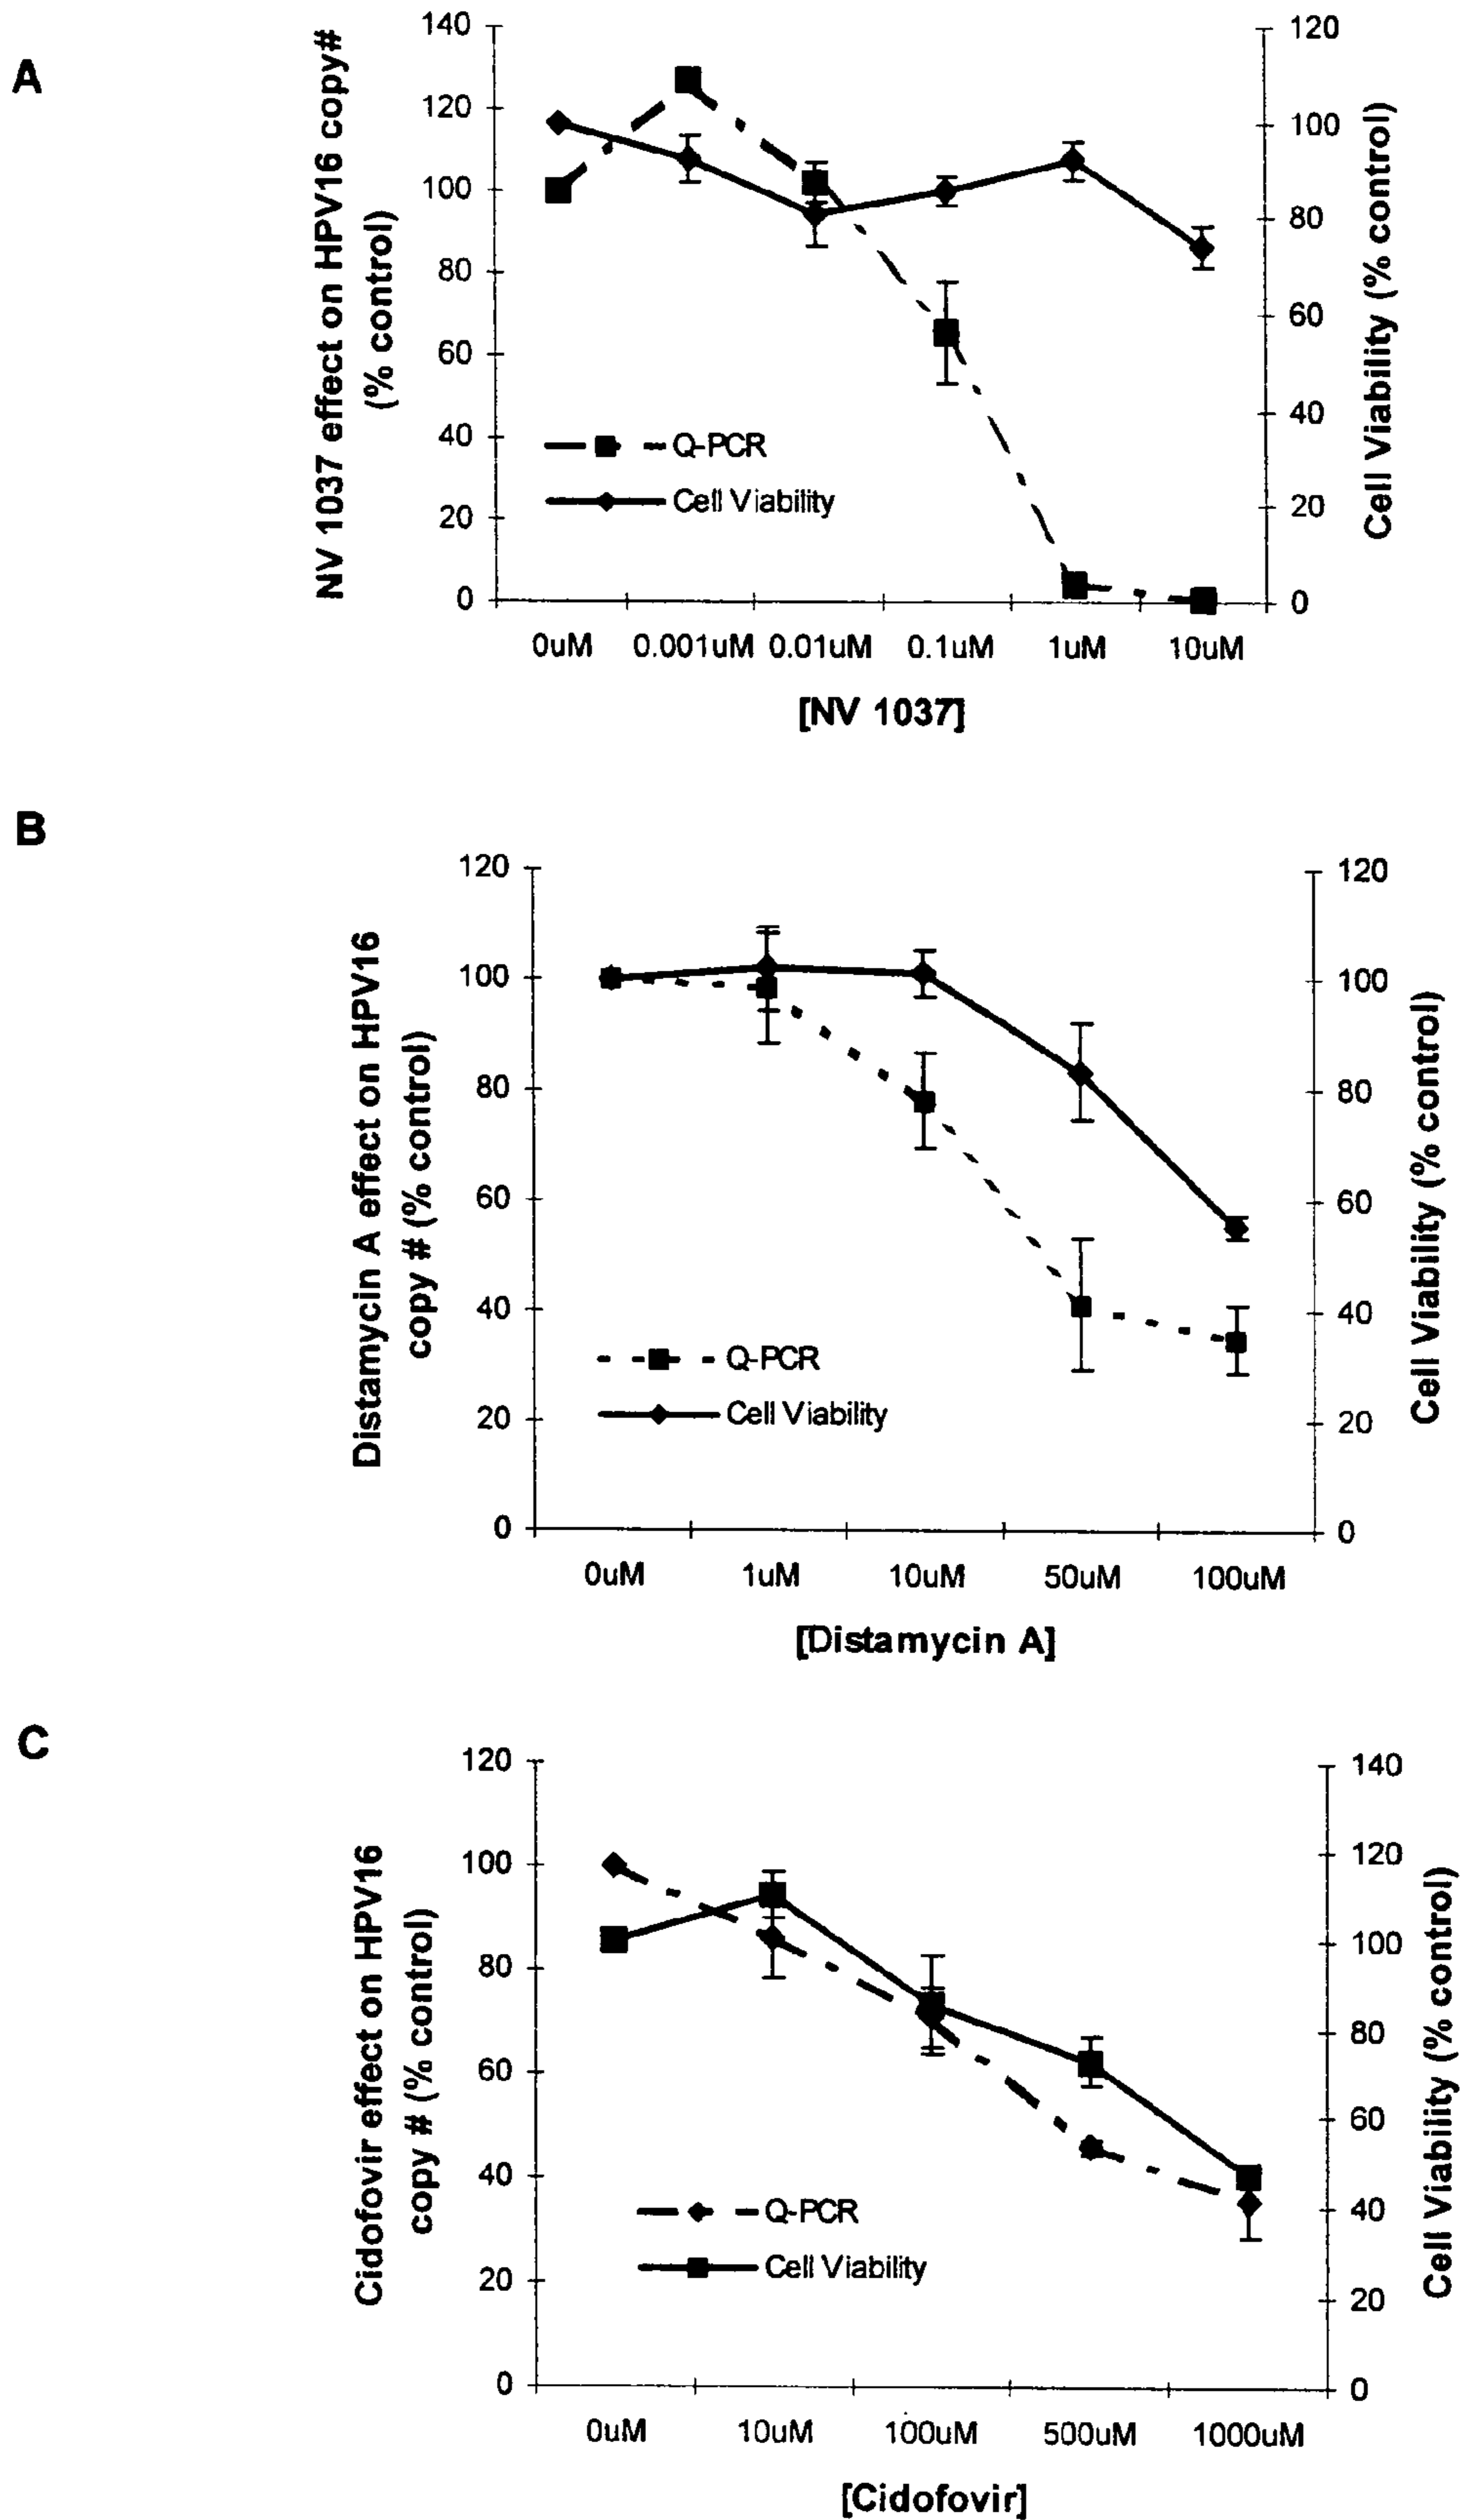 A
NV 1037 effect on HPV16 copy#
(% control)
140
120
100
80
60
40
20
0
Q-PCR
Cell Viability
120
100
80
60
40
20
0
Cell Viability (% control)
0uM 0.001uM 0.01uM 0.1uM 1uM 10uM
[NV 1037]
B
Distamycin A effect on HPV16
copy # (% control)
120
100
80
60
40
20
0
Q-PCR
Cell Viability
120
100
80
60
40
20
0
Cell Viability (% control)
0uM 1uM 10uM 50uM 100uM
[Distamycin A]
C
Cidofovir effect on HPV16
copy # (% control)
120
100
80
60
40
20
0
Q-PCR
Cell Viability
140
120
100
80
60
40
20
0
Cell Viability (% control)
0uM 10uM 100uM 500uM 1000uM
[Cidofovir]